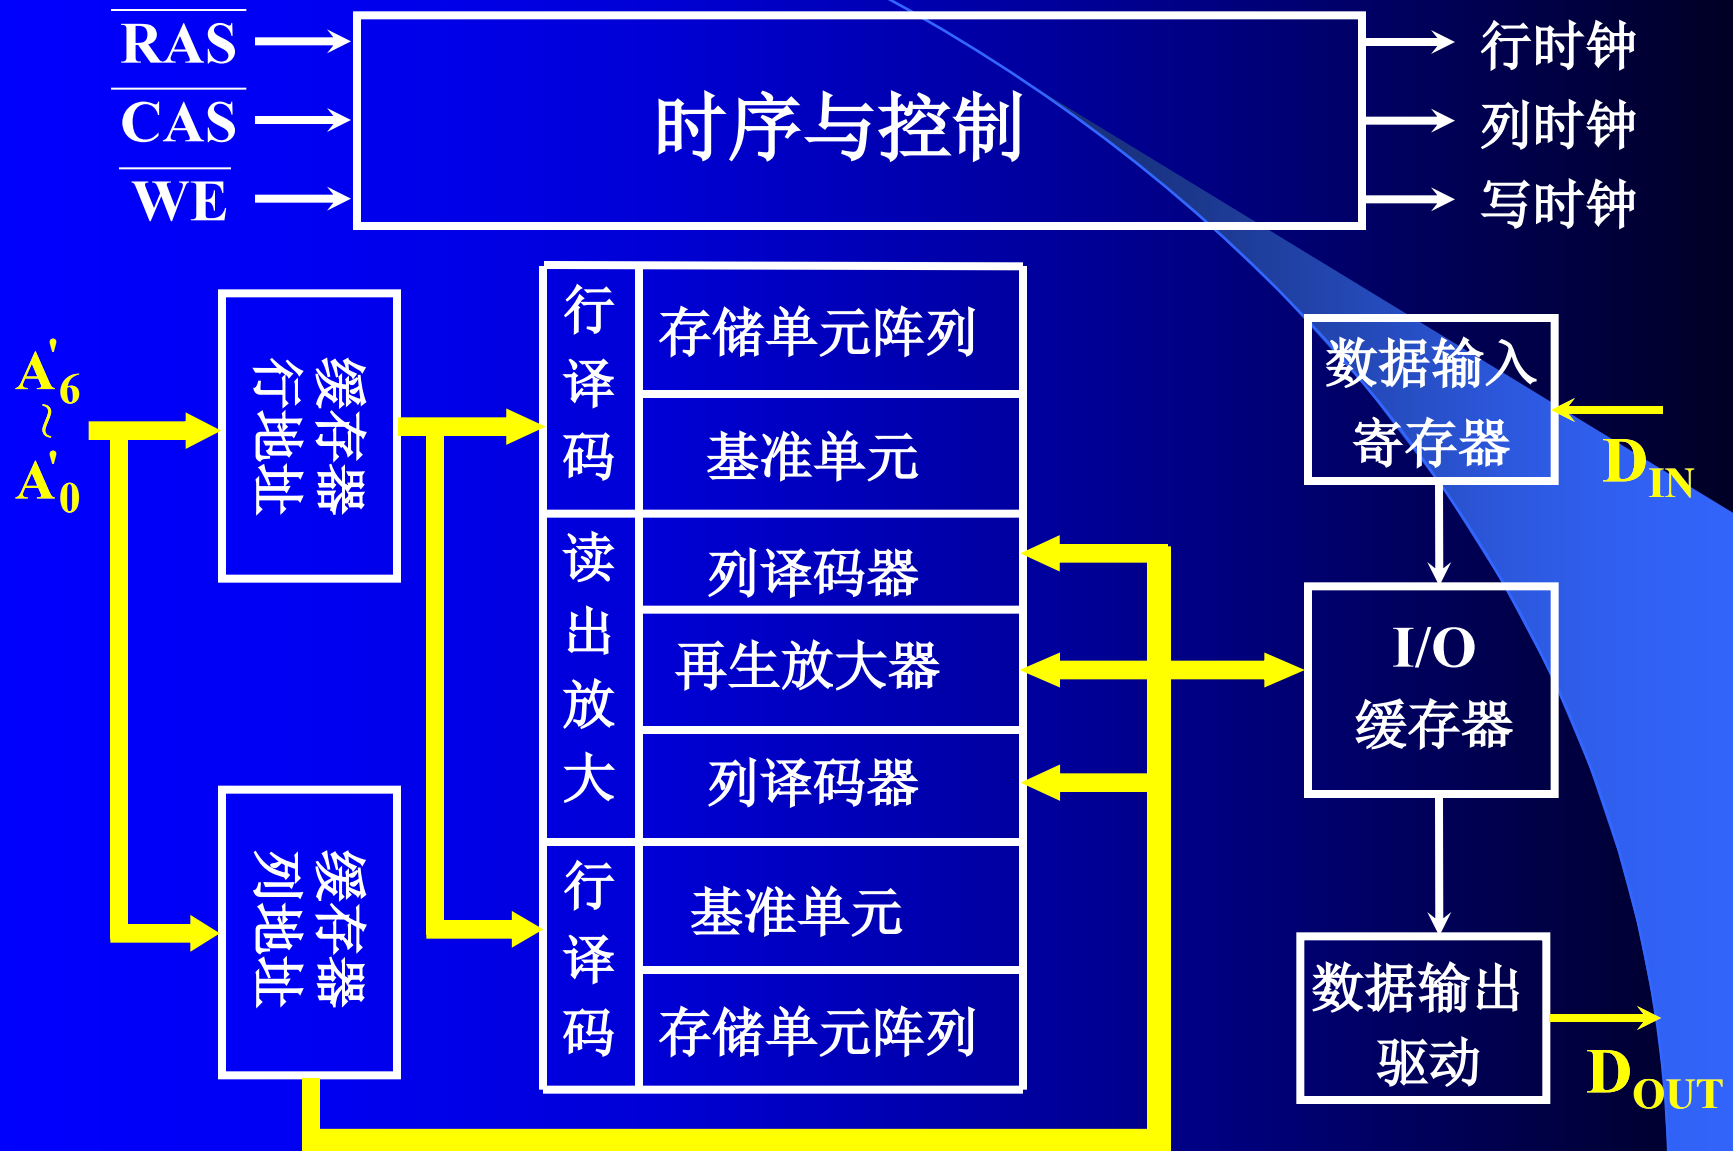 RAS
CAS
WE
时序与控制
行时钟
列时钟
写时钟
A'6
~
A'0
行地址
缓存器
列地址
缓存器
行
译
码
读
出
放
大
行
译
码
存储单元阵列
基准单元
列译码器
再生放大器
列译码器
基准单元
存储单元阵列
数据输入
寄存器
DIN
I/O
缓存器
数据输出
驱动
DOUT